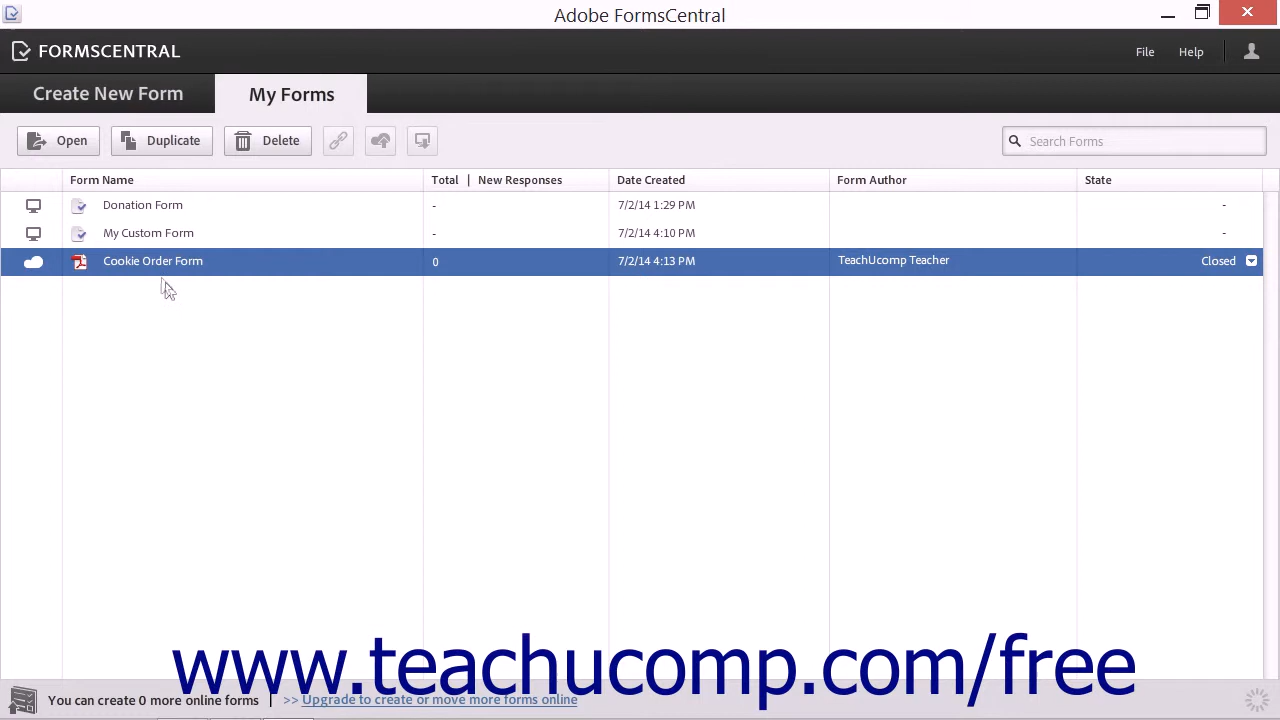 Adobe FormsCentral
FORMSCENTRAL File Help
Create New Form My Forms
Open Duplicate Delete Search Forms
Form Name Total | New Responses Date Created Form Author State
Donation Form - 7/2/14 1:29 PM -
My Custom Form - 7/2/14 4:10 PM -
Cookie Order Form 0 7/2/14 4:13 PM TeachUcomp Teacher Closed
www.teachucomp.com/free
You can create 0 more online forms | >> Upgrade to create or move more forms online